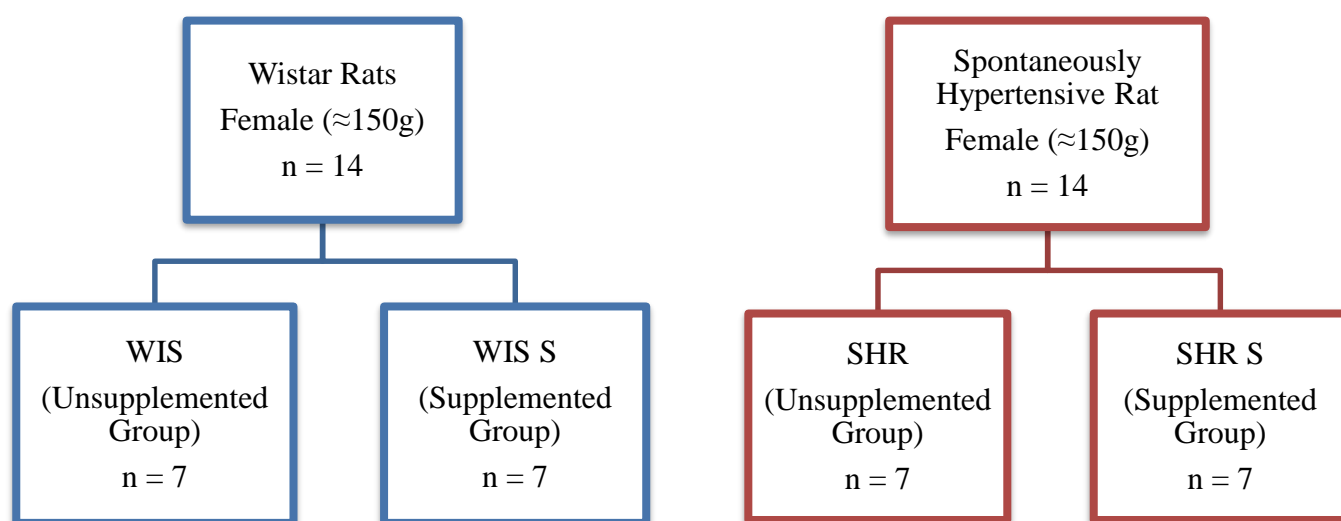 Wistar Rats
Female (≈150g)
n = 14
Spontaneously
Hypertensive Rat
Female (≈150g)
n = 14
WIS
(Unsupplemented
Group)
n = 7
WIS S
(Supplemented
Group)
n = 7
SHR
(Unsupplemented
Group)
n = 7
SHR S
(Supplemented
Group)
n = 7